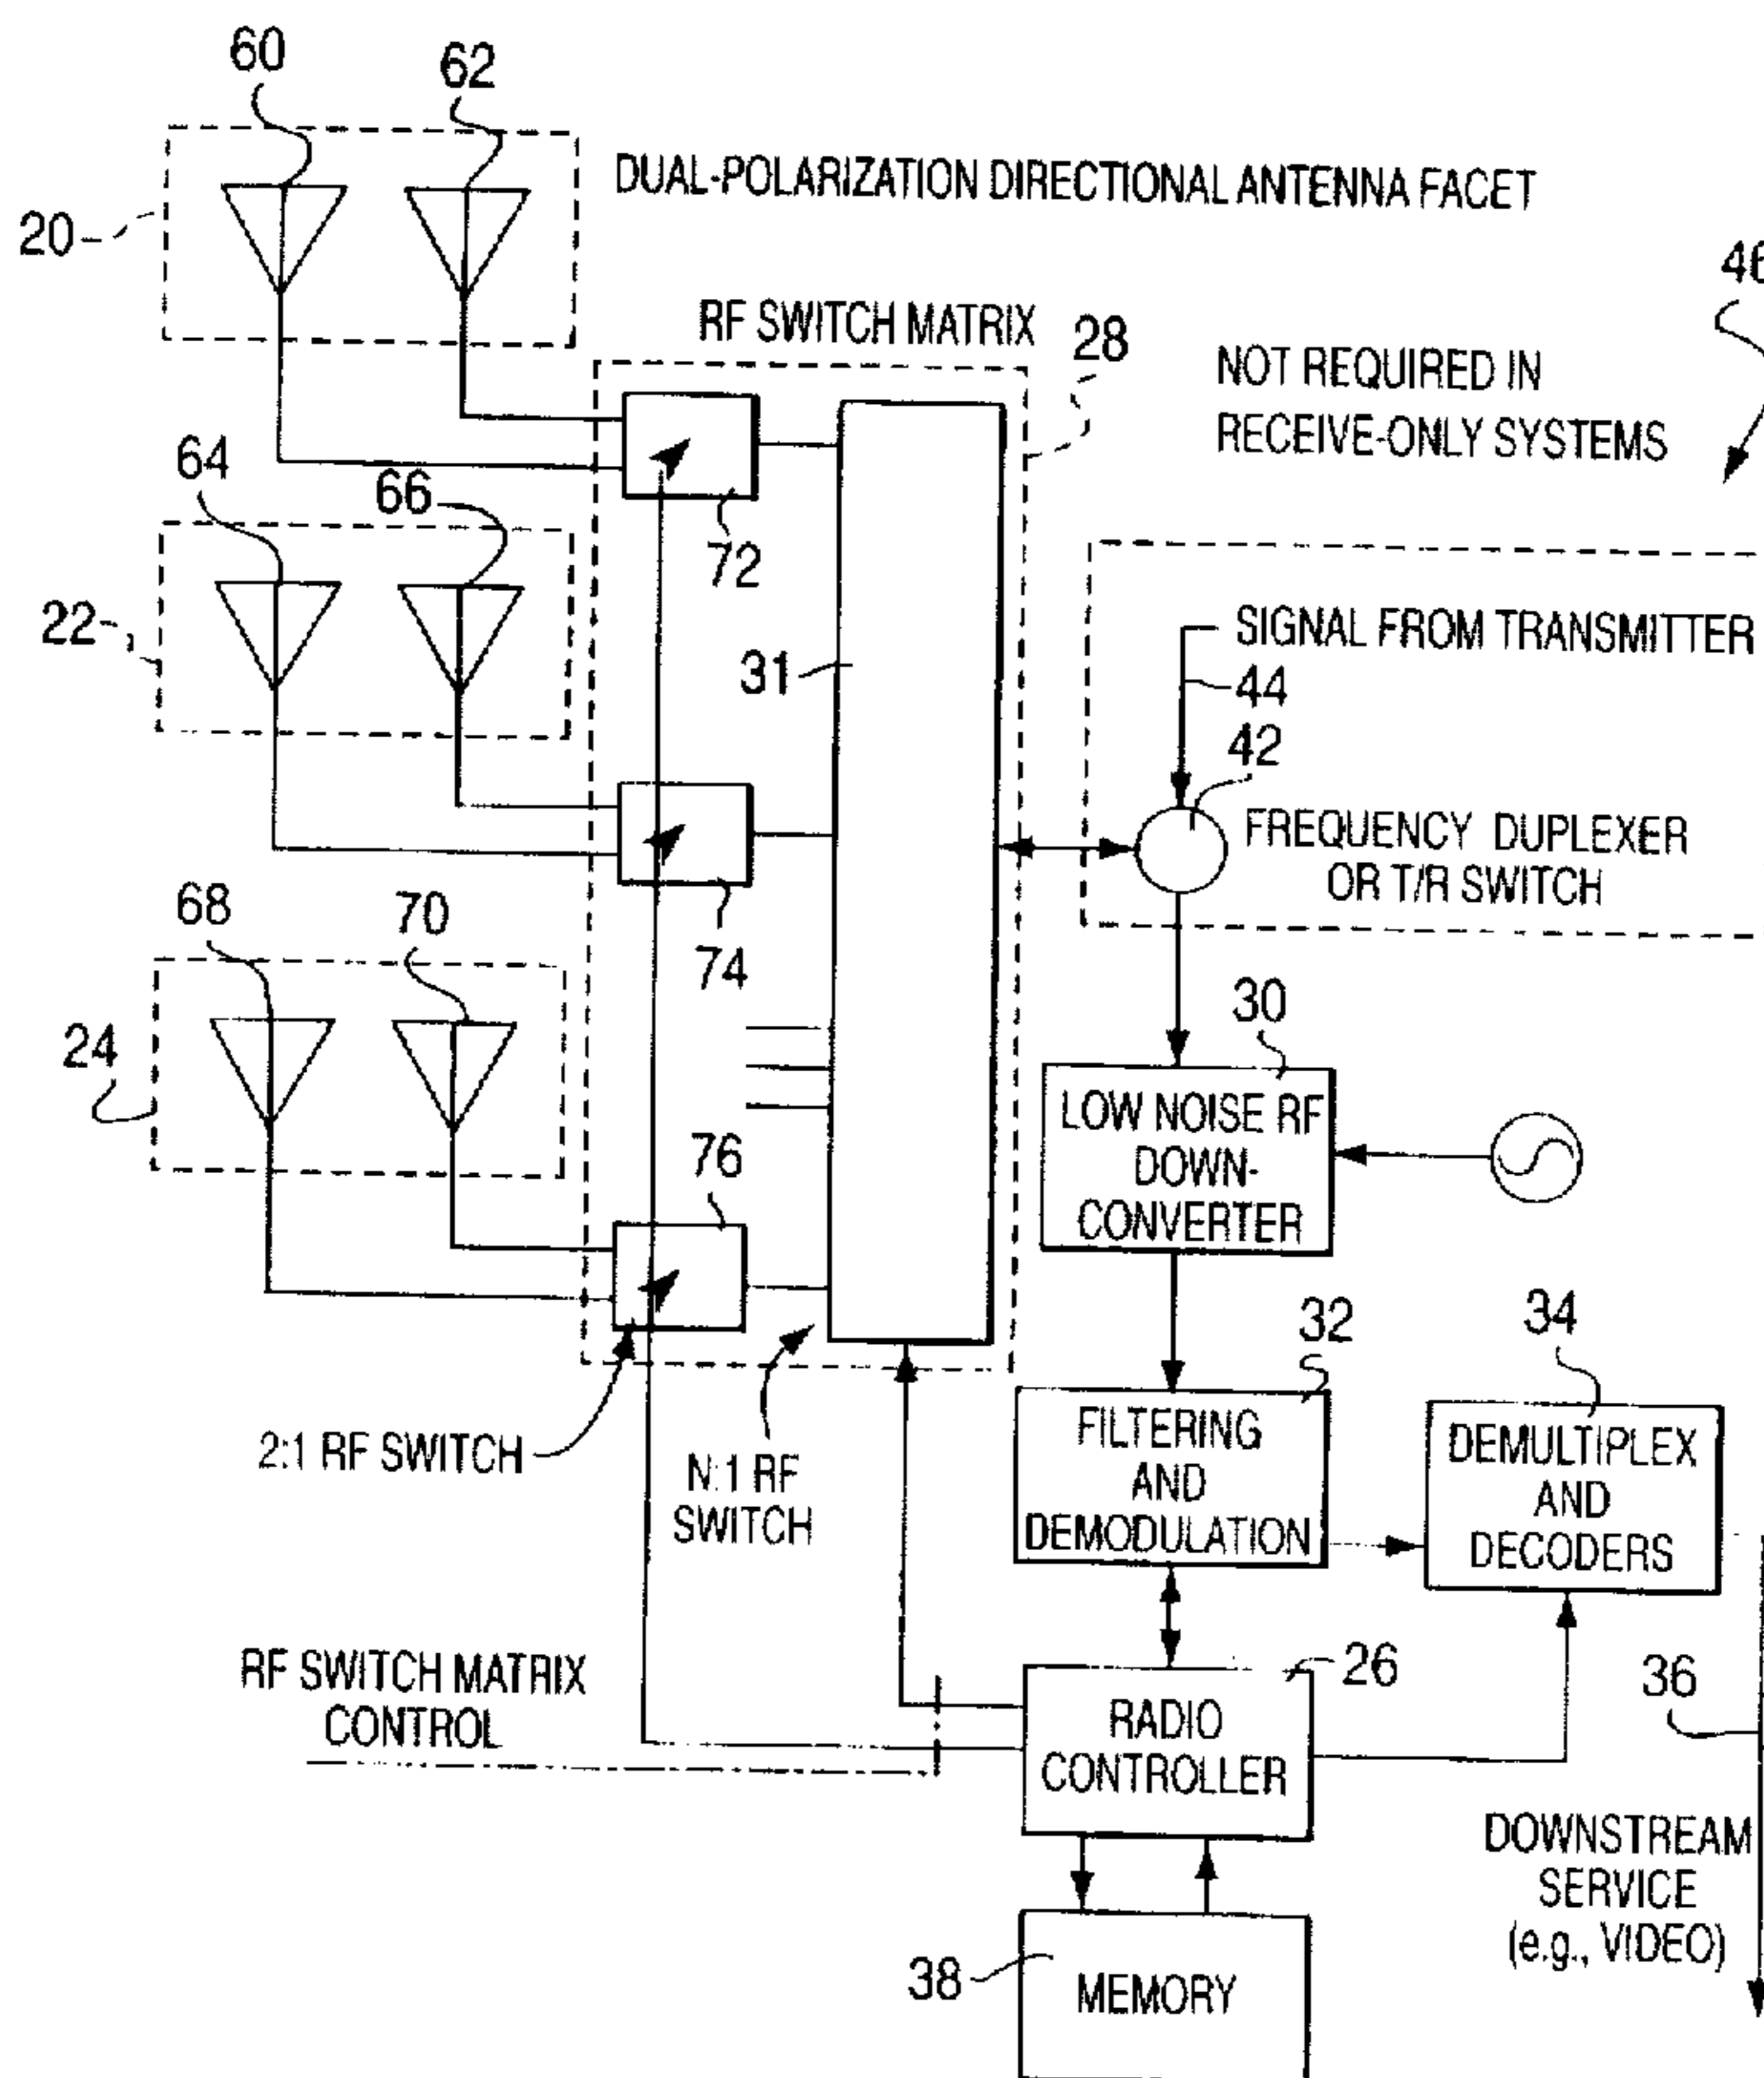 60
62
DUAL-POLARIZATION DIRECTIONAL ANTENNA FACET
20
46
RF SWITCH MATRIX
28
NOT REQUIRED IN
RECEIVE-ONLY SYSTEMS
64
66
72
22
31
SIGNAL FROM TRANSMITTER
44
42
FREQUENCY DUPLEXER
OR T/R SWITCH
68
70
74
24
30
LOW NOISE RF
DOWN-
CONVERTER
76
32
34
2:1 RF SWITCH
N:1 RF
SWITCH
FILTERING
AND
DEMODULATION
DEMULTIPLEX
AND
DECODERS
RF SWITCH MATRIX
CONTROL
26
RADIO
CONTROLLER
36
DOWNSTREAM
SERVICE
(e.g., VIDEO)
38
MEMORY